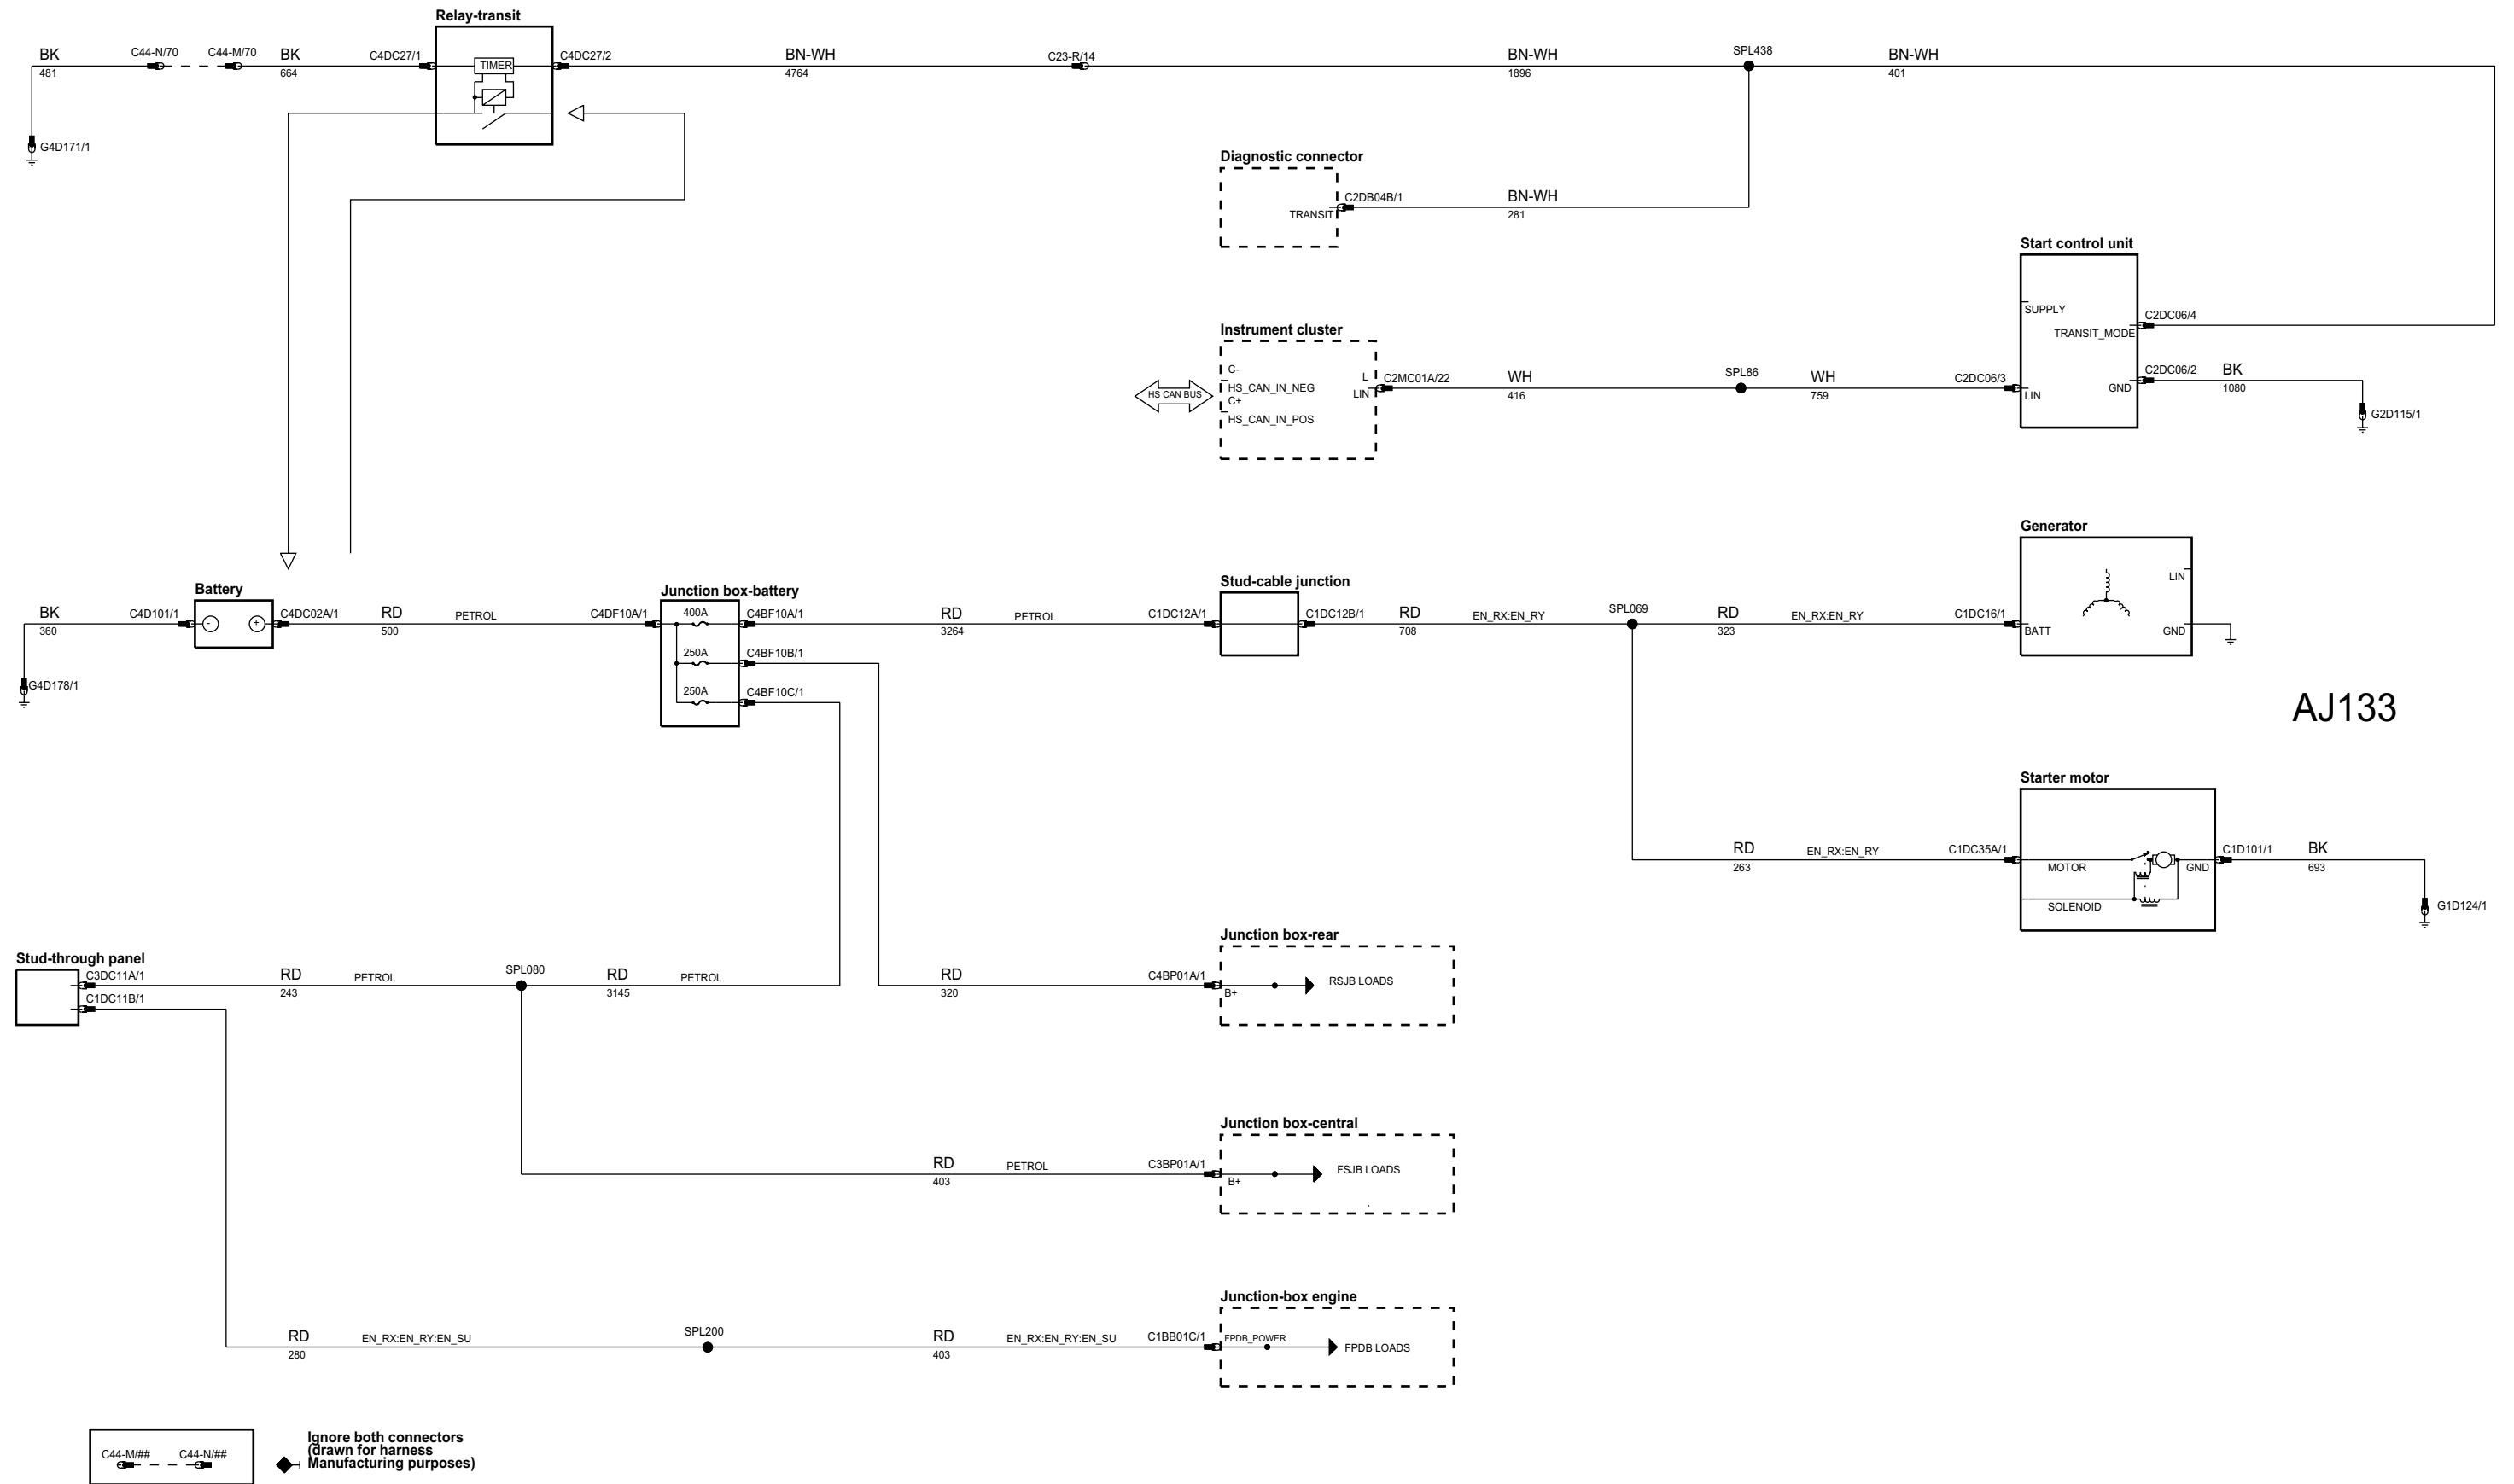 Relay-transit
BK
481
C44-N/70
C44-M/70
BK
664
C4DC27/1
TIMER
C4DC27/2
BN-WH
4764
C23-R/14
BN-WH
1896
SPL438
BN-WH
401
G4D171/1
Diagnostic connector
TRANSIT
C2DB04B/1
BN-WH
281
Start control unit
SUPPLY
TRANSIT_MODE
C2DC06/4
LIN
GND
C2DC06/2
BK
1080
G2D115/1
Instrument cluster
HS CAN BUS
C-
HS_CAN_IN_NEG
C+
HS_CAN_IN_POS
L
LIN
C2MC01A/22
WH
416
SPL86
WH
759
C2DC06/3
Generator
LIN
BATT
GND
Battery
BK
360
C4D101/1
-
+
C4DC02A/1
RD
500
PETROL
C4DF10A/1
G4D178/1
Junction box-battery
400A
C4BF10A/1
250A
C4BF10B/1
250A
C4BF10C/1
RD
3264
PETROL
C1DC12A/1
Stud-cable junction
C1DC12B/1
RD
708
EN_RX:EN_RY
SPL069
RD
323
EN_RX:EN_RY
C1DC16/1
AJ133
Starter motor
RD
263
EN_RX:EN_RY
C1DC35A/1
MOTOR
SOLENOID
GND
C1D101/1
BK
693
G1D124/1
Stud-through panel
C3DC11A/1
C1DC11B/1
RD
243
PETROL
SPL080
RD
3145
PETROL
RD
320
C4BP01A/1
Junction box-rear
B+
RSJB LOADS
RD
403
PETROL
C3BP01A/1
Junction box-central
B+
FSJB LOADS
RD
280
EN_RX:EN_RY:EN_SU
SPL200
RD
403
EN_RX:EN_RY:EN_SU
C1BB01C/1
Junction-box engine
FPDB_POWER
FPDB LOADS
C44-M/##
C44-N/##
Ignore both connectors
(drawn for harness
Manufacturing purposes)